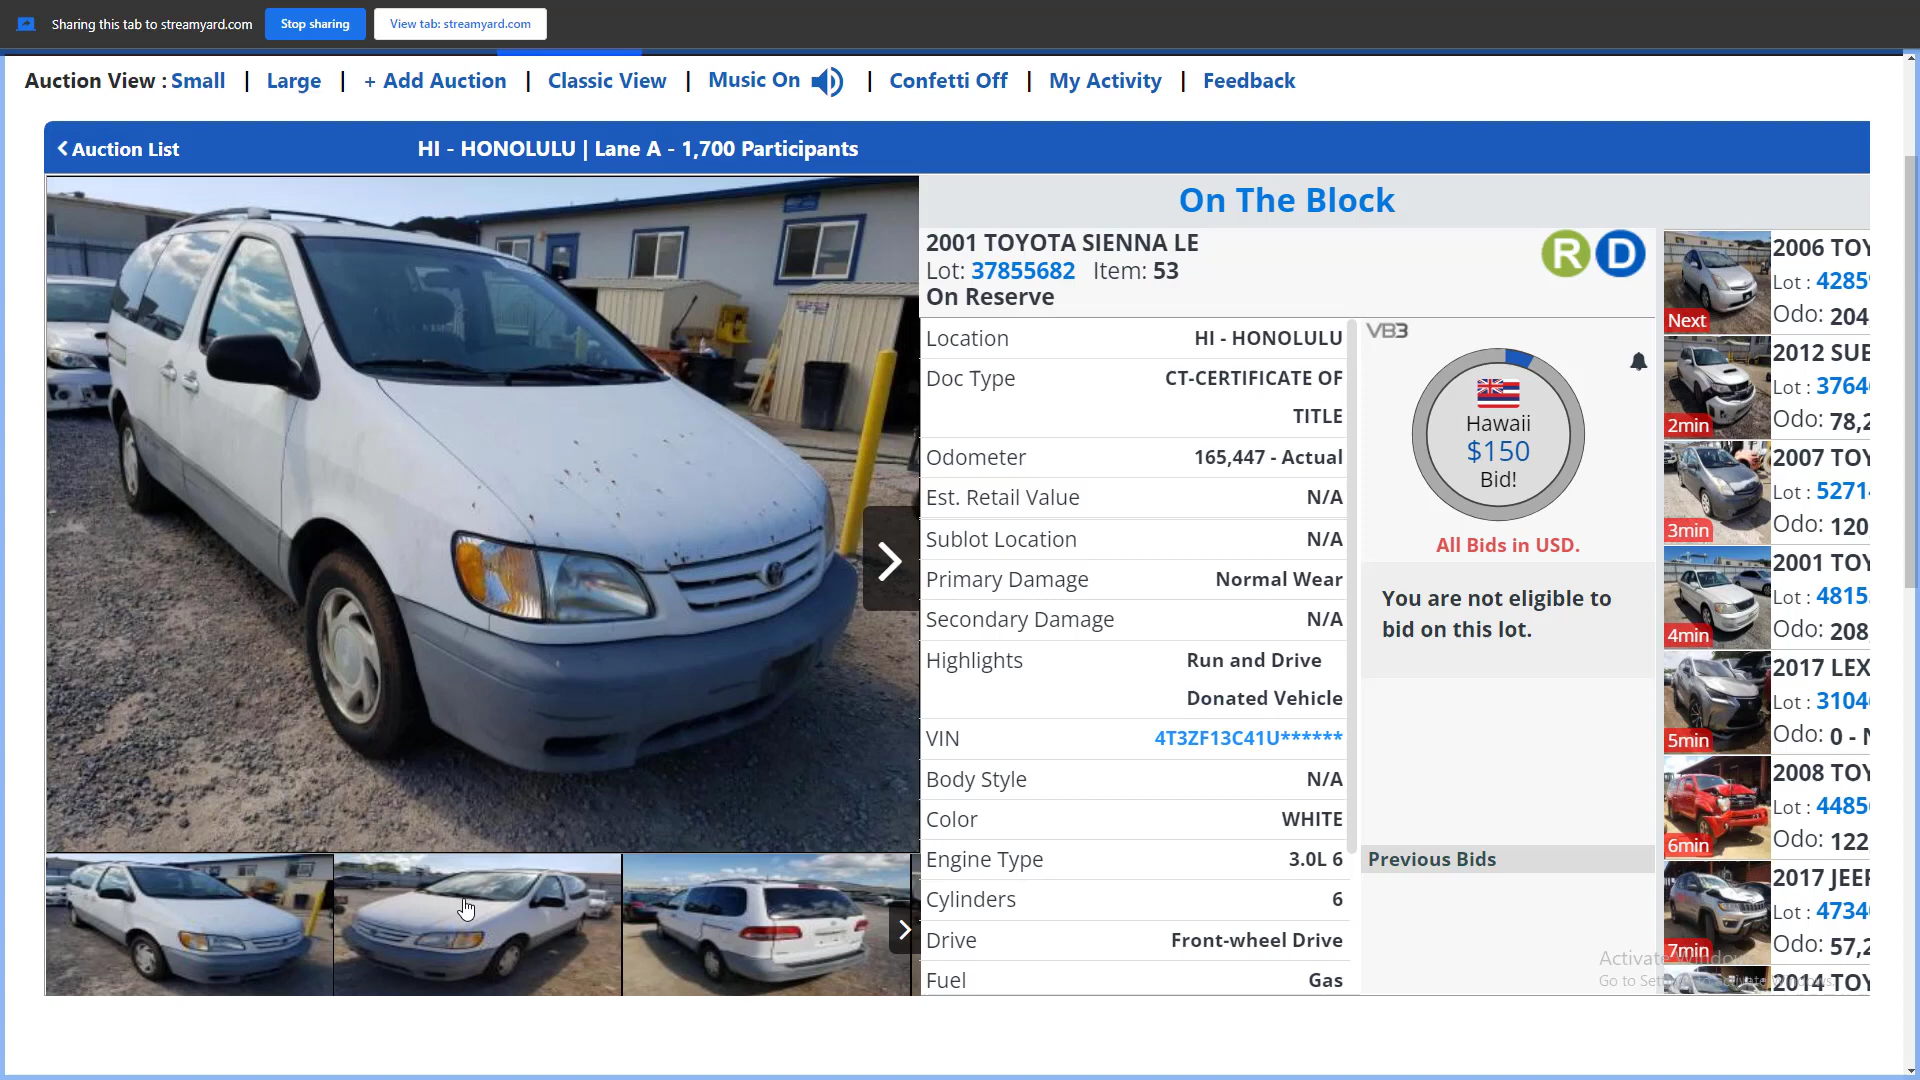 Sharing this tab to streamyard.com
Stop sharing
View tab: streamyard.com
Auction View : Small | Large | + Add Auction | Classic View | Music On | Confetti Off | My Activity | Feedback
Auction List
HI - HONOLULU | Lane A - 1,700 Participants
On The Block
2001 TOYOTA SIENNA LE
Lot: 37855682 Item: 53
On Reserve
R D
Location HI - HONOLULU
Doc Type CT-CERTIFICATE OF
TITLE
Odometer 165,447 - Actual
Est. Retail Value N/A
Sublot Location N/A
Primary Damage Normal Wear
Secondary Damage N/A
Highlights Run and Drive
Donated Vehicle
VIN 4T3ZF13C41U******
Body Style N/A
Color WHITE
Engine Type 3.0L 6
Cylinders 6
Drive Front-wheel Drive
Fuel Gas
VB3
Hawaii
$150
Bid!
All Bids in USD.
You are not eligible to
bid on this lot.
Previous Bids
2006 TOY
Lot : 4285
Odo: 204
Next
2012 SUB
Lot : 3764
Odo: 78,2
2min
2007 TOY
Lot : 5271
Odo: 120
3min
2001 TOY
Lot : 4815
Odo: 208
4min
2017 LEX
Lot : 3104
Odo: 0 - N
5min
2008 TOY
Lot : 4485
Odo: 122
6min
2017 JEEP
Lot : 4734
Odo: 57,2
7min
2014 TOY
Activate Windows